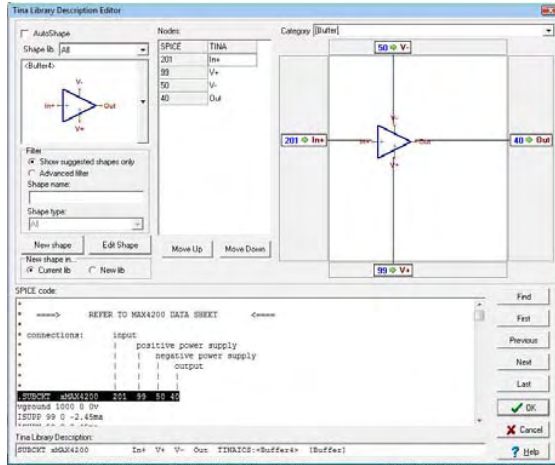 Tina Library Description Editor
AutoShape
Shape lib. All
<Buffer4>
V-
In+ Out
V+
Filter
Show suggested shapes only
Advanced filter
Shape name:
Shape type:
All
New shape Edit Shape
New shape in...
Current lib New lib
Nodes:
SPICE TINA
201 In+
99 V+
50 V-
40 Out
Move Up Move Down
Category [Buffer]
50 V-
201 In+
V-
In+ Out
V+
40 Out
99 V+
SPICE code:
*
* ====> REFER TO MAX4200 DATA SHEET <====
*
* connections: input
* | positive power supply
* | | negative power supply
* | | | output
* | | | |
* | | | |
.SUBCKT xMAX4200 201 99 50 40
vground 1000 0 0v
ISUPP 99 0 -2.45ma
Find
First
Previous
Next
Last
OK
Cancel
Help
Tina Library Description:
SUBCKT xMAX4200 In+ V+ V- Out TINAICS:<Buffer4> [Buffer]